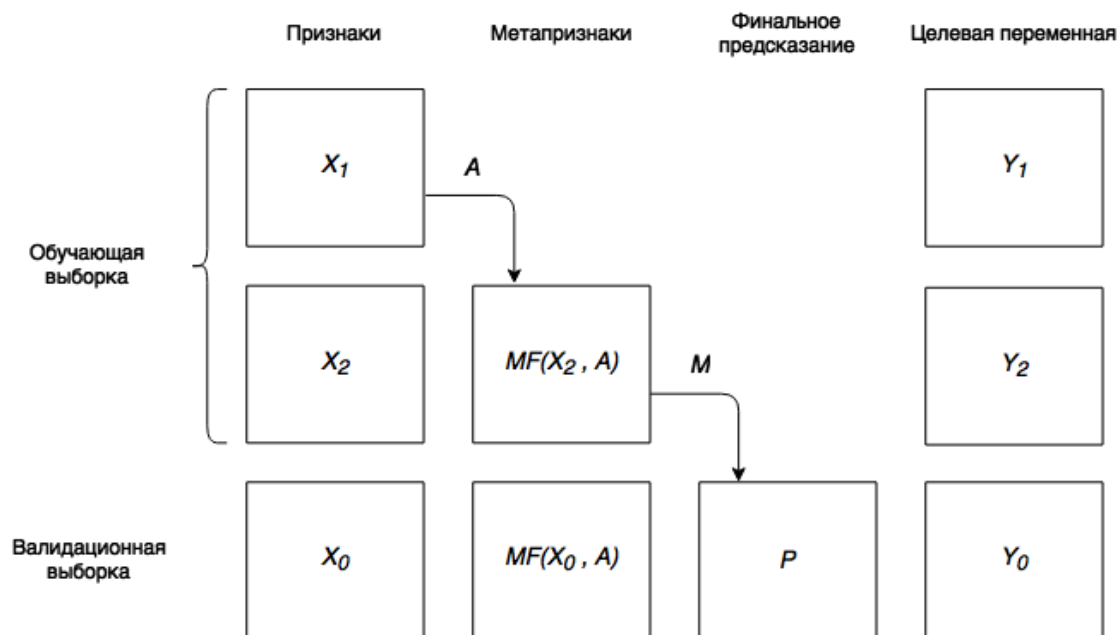 Признаки
Метапризнаки
Финальное
предсказание
Целевая переменная
X1
A
Y1
Обучающая
выборка
X2
MF(X2 , A)
M
Y2
Валидационная
выборка
X0
MF(X0 , A)
P
Y0